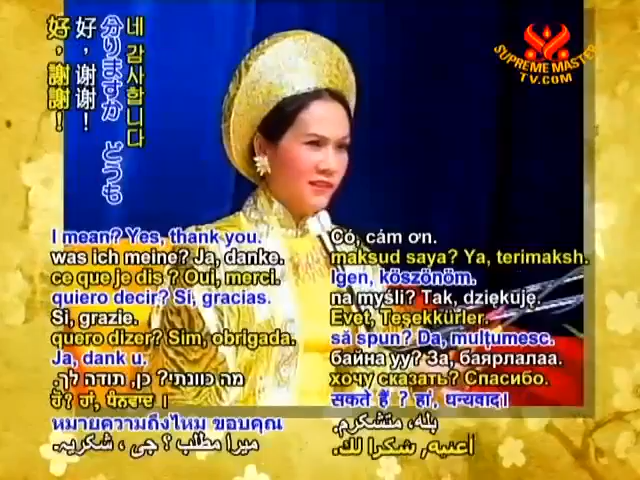 好，謝謝！
好，谢谢！
分りますか どうも
네 감사합니다
SUPREME MASTER
TV.COM
I mean? Yes, thank you.
was ich meine? Ja, danke.
ce que je dis ? Oui, merci.
quiero decir? Sí, gracias.
Si, grazie.
quero dizer? Sim, obrigada.
Ja, dank u.
מה כוונתי? כן, תודה לך.
ਹੋ? ਹਾਂ, ਧੰਨਵਾਦ ।
หมายความถึงไหม ขอบคุณ
میرا مطلب ؟ جی ، شکریہ۔
Có, cám ơn.
maksud saya? Ya, terimaksh.
Igen, köszönöm.
na myśli? Tak, dziękuję.
Evet, Teşekkürler.
să spun? Da, mulţumesc.
байна уу? За, баярлалаа.
хочу сказать? Спасибо.
सकते हैं ? हां, धन्यवाद।
بله, متشکرم.
أعنيه, شكرا لك.